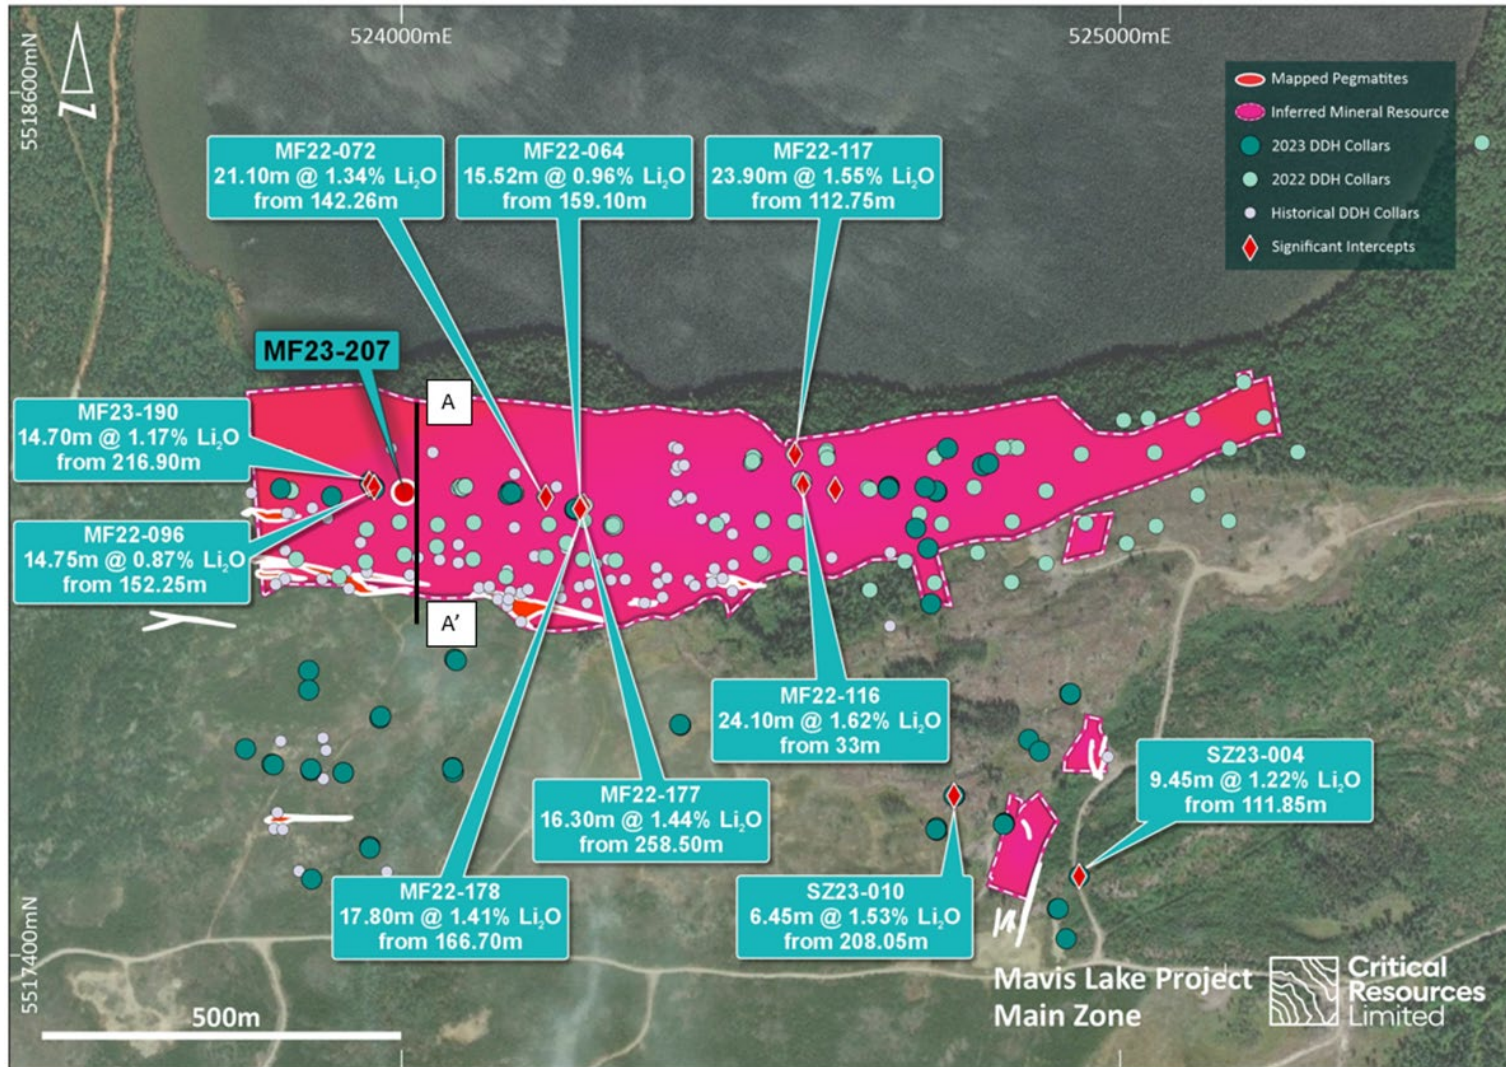 524000mE
525000mE
5518600mN
N
Mapped Pegmatites
Inferred Mineral Resource
2023 DDH Collars
2022 DDH Collars
Historical DDH Collars
Significant Intercepts
MF22-072
21.10m @ 1.34% Li₂O
from 142.26m
MF22-064
15.52m @ 0.96% Li₂O
from 159.10m
MF22-117
23.90m @ 1.55% Li₂O
from 112.75m
MF23-207
A
MF23-190
14.70m @ 1.17% Li₂O
from 216.90m
MF22-096
14.75m @ 0.87% Li₂O
from 152.25m
A'
MF22-116
24.10m @ 1.62% Li₂O
from 33m
SZ23-004
9.45m @ 1.22% Li₂O
from 111.85m
MF22-177
16.30m @ 1.44% Li₂O
from 258.50m
MF22-178
17.80m @ 1.41% Li₂O
from 166.70m
SZ23-010
6.45m @ 1.53% Li₂O
from 208.05m
5517400mN
500m
Mavis Lake Project
Main Zone
Critical
Resources
Limited